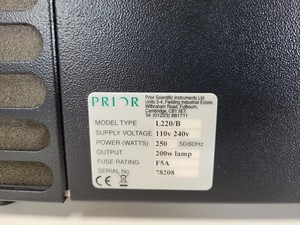 PRIOR
Prior Scientific Instruments Ltd
Units 3-4, Fielding Industrial Estate,
Wilbraham Road, Fulbourn,
Cambridge, CB1 5ET.
Tel. (01223) 881711
MODEL TYPE L220/B
SUPPLY VOLTAGE 110v 240v
POWER (WATTS) 250 50/60Hz
OUTPUT 200w lamp
FUSE RATING F5A
SERIAL No 78208
CE